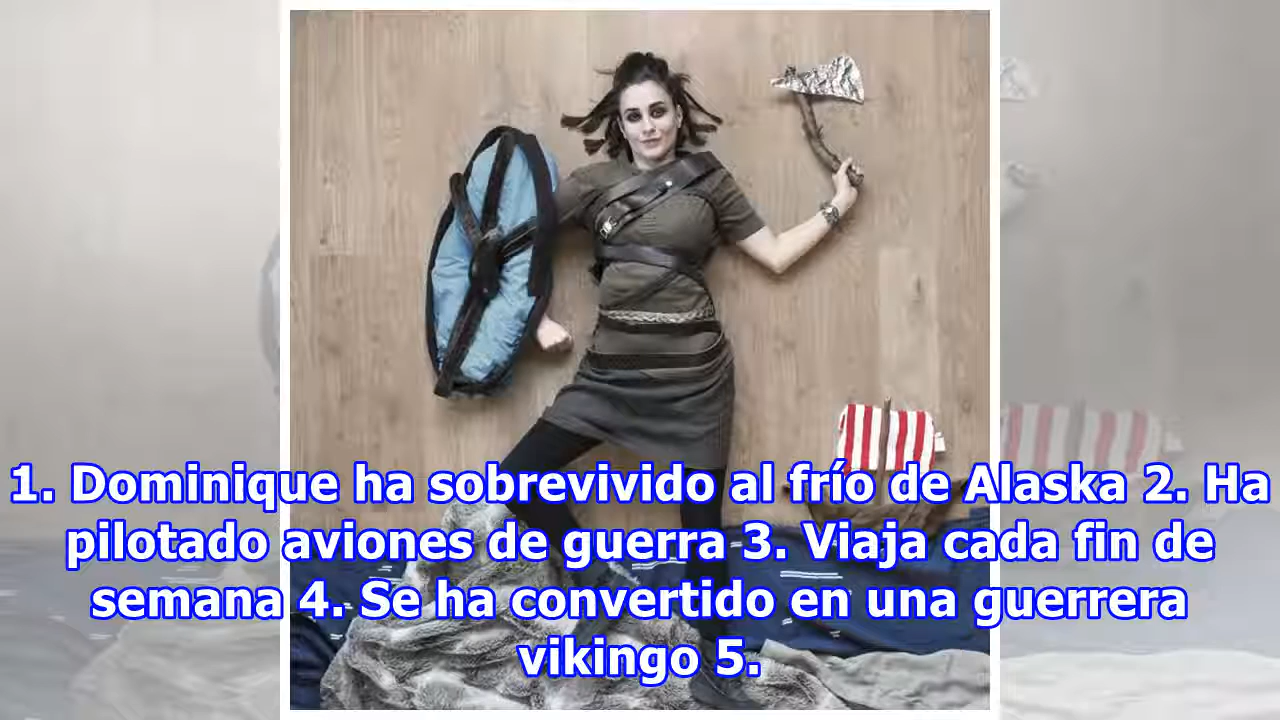 1. Dominique ha sobrevivido al frío de Alaska 2. Ha
pilotado aviones de guerra 3. Viaja cada fin de
semana 4. Se ha convertido en una guerrera
vikingo 5.